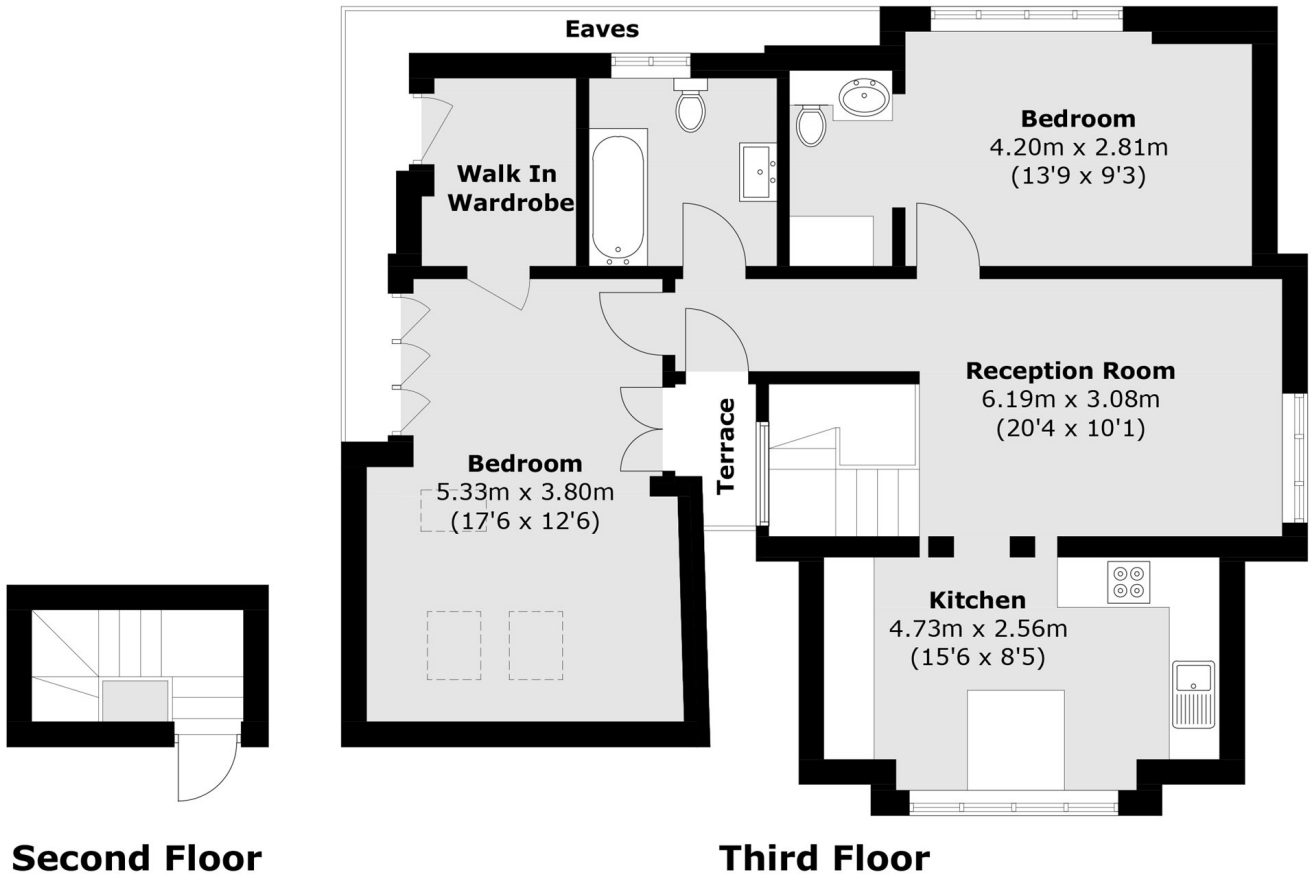 Eaves
Walk In
Wardrobe
Bedroom
4.20m x 2.81m
(13'9 x 9'3)
Reception Room
6.19m x 3.08m
(20'4 x 10'1)
Terrace
Bedroom
5.33m x 3.80m
(17'6 x 12'6)
Kitchen
4.73m x 2.56m
(15'6 x 8'5)
Second Floor
Third Floor